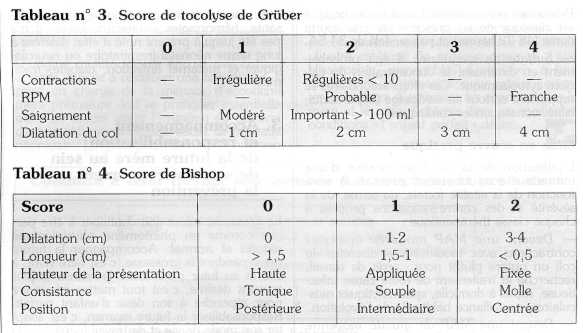 Tableau n° 3. Score de tocolyse de Grüber
0 1 2 3 4
Contractions — Irrégulière Régulières < 10 — —
RPM — — Probable — Franche
Saignement — Modéré Important > 100 ml — —
Dilatation du col — 1 cm 2 cm 3 cm 4 cm
Tableau n° 4. Score de Bishop
Score 0 1 2
Dilatation (cm) 0 1-2 3-4
Longueur (cm) > 1,5 1,5-1 < 0,5
Hauteur de la présentation Haute Appliquée Fixée
Consistance Tonique Souple Molle
Position Postérieure Intermédiaire Centrée